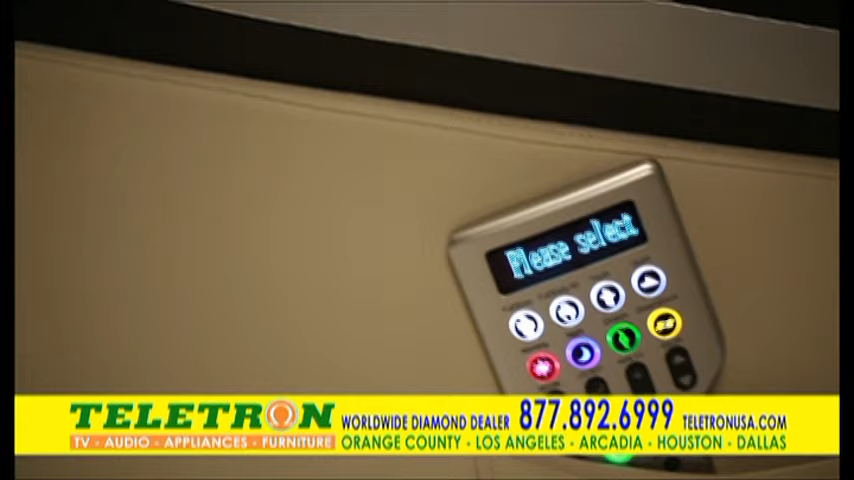 Please select
TELETRON WORLDWIDE DIAMOND DEALER 877.892.6999 TELETRONUSA.COM
TV - AUDIO - APPLIANCES - FURNITURE ORANGE COUNTY - LOS ANGELES - ARCADIA - HOUSTON - DALLAS